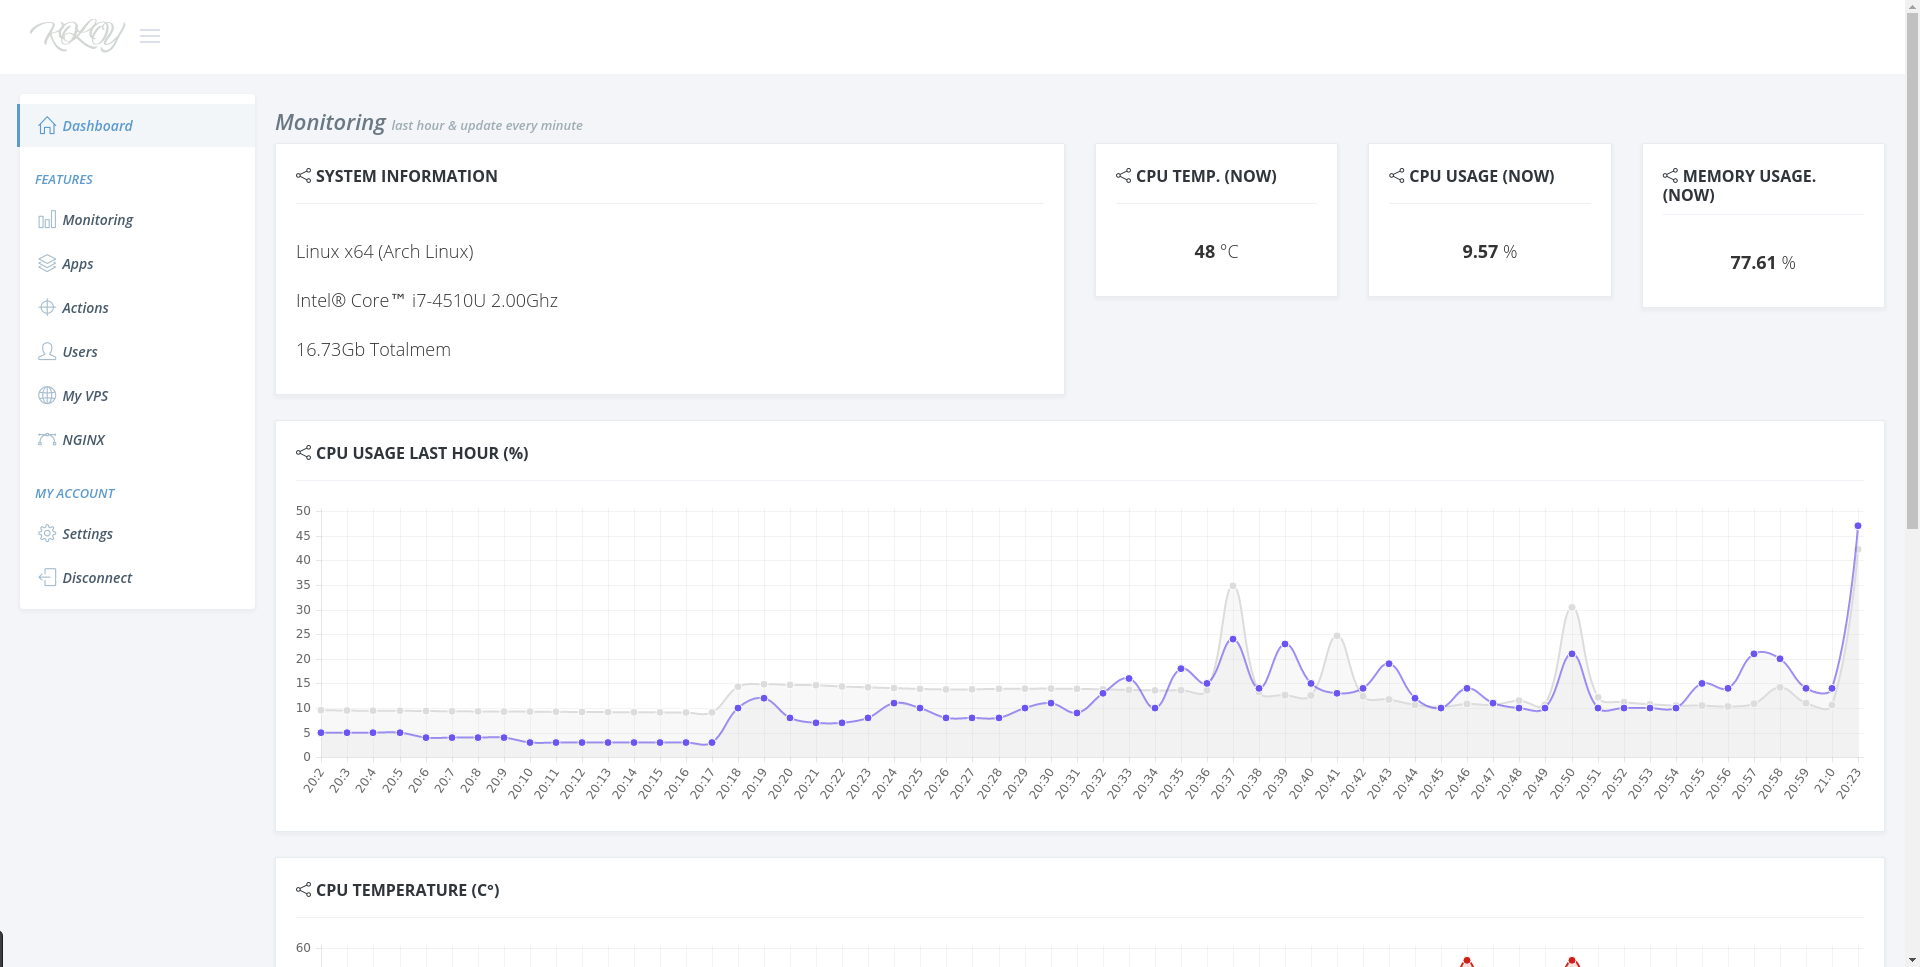 KOLOY
Dashboard
FEATURES
Monitoring
Apps
Actions
Users
My VPS
NGINX
MY ACCOUNT
Settings
Disconnect
Monitoring last hour & update every minute
SYSTEM INFORMATION
Linux x64 (Arch Linux)
Intel® Core™ i7-4510U 2.00Ghz
16.73Gb Totalmem
CPU TEMP. (NOW)
48 °C
CPU USAGE (NOW)
9.57 %
MEMORY USAGE.
(NOW)
77.61 %
CPU USAGE LAST HOUR (%)
50
45
40
35
30
25
20
15
10
5
0
20:2 20:3 20:4 20:5 20:6 20:7 20:8 20:9 20:10 20:11 20:12 20:13 20:14 20:15 20:16 20:17 20:18 20:19 20:20 20:21 20:22 20:23 20:24 20:25 20:26 20:27 20:28 20:29 20:30 20:31 20:32 20:33 20:34 20:35 20:36 20:37 20:38 20:39 20:40 20:41 20:42 20:43 20:44 20:45 20:46 20:47 20:48 20:49 20:50 20:51 20:52 20:53 20:54 20:55 20:56 20:57 20:58 20:59 21:0 20:23
CPU TEMPERATURE (C°)
60